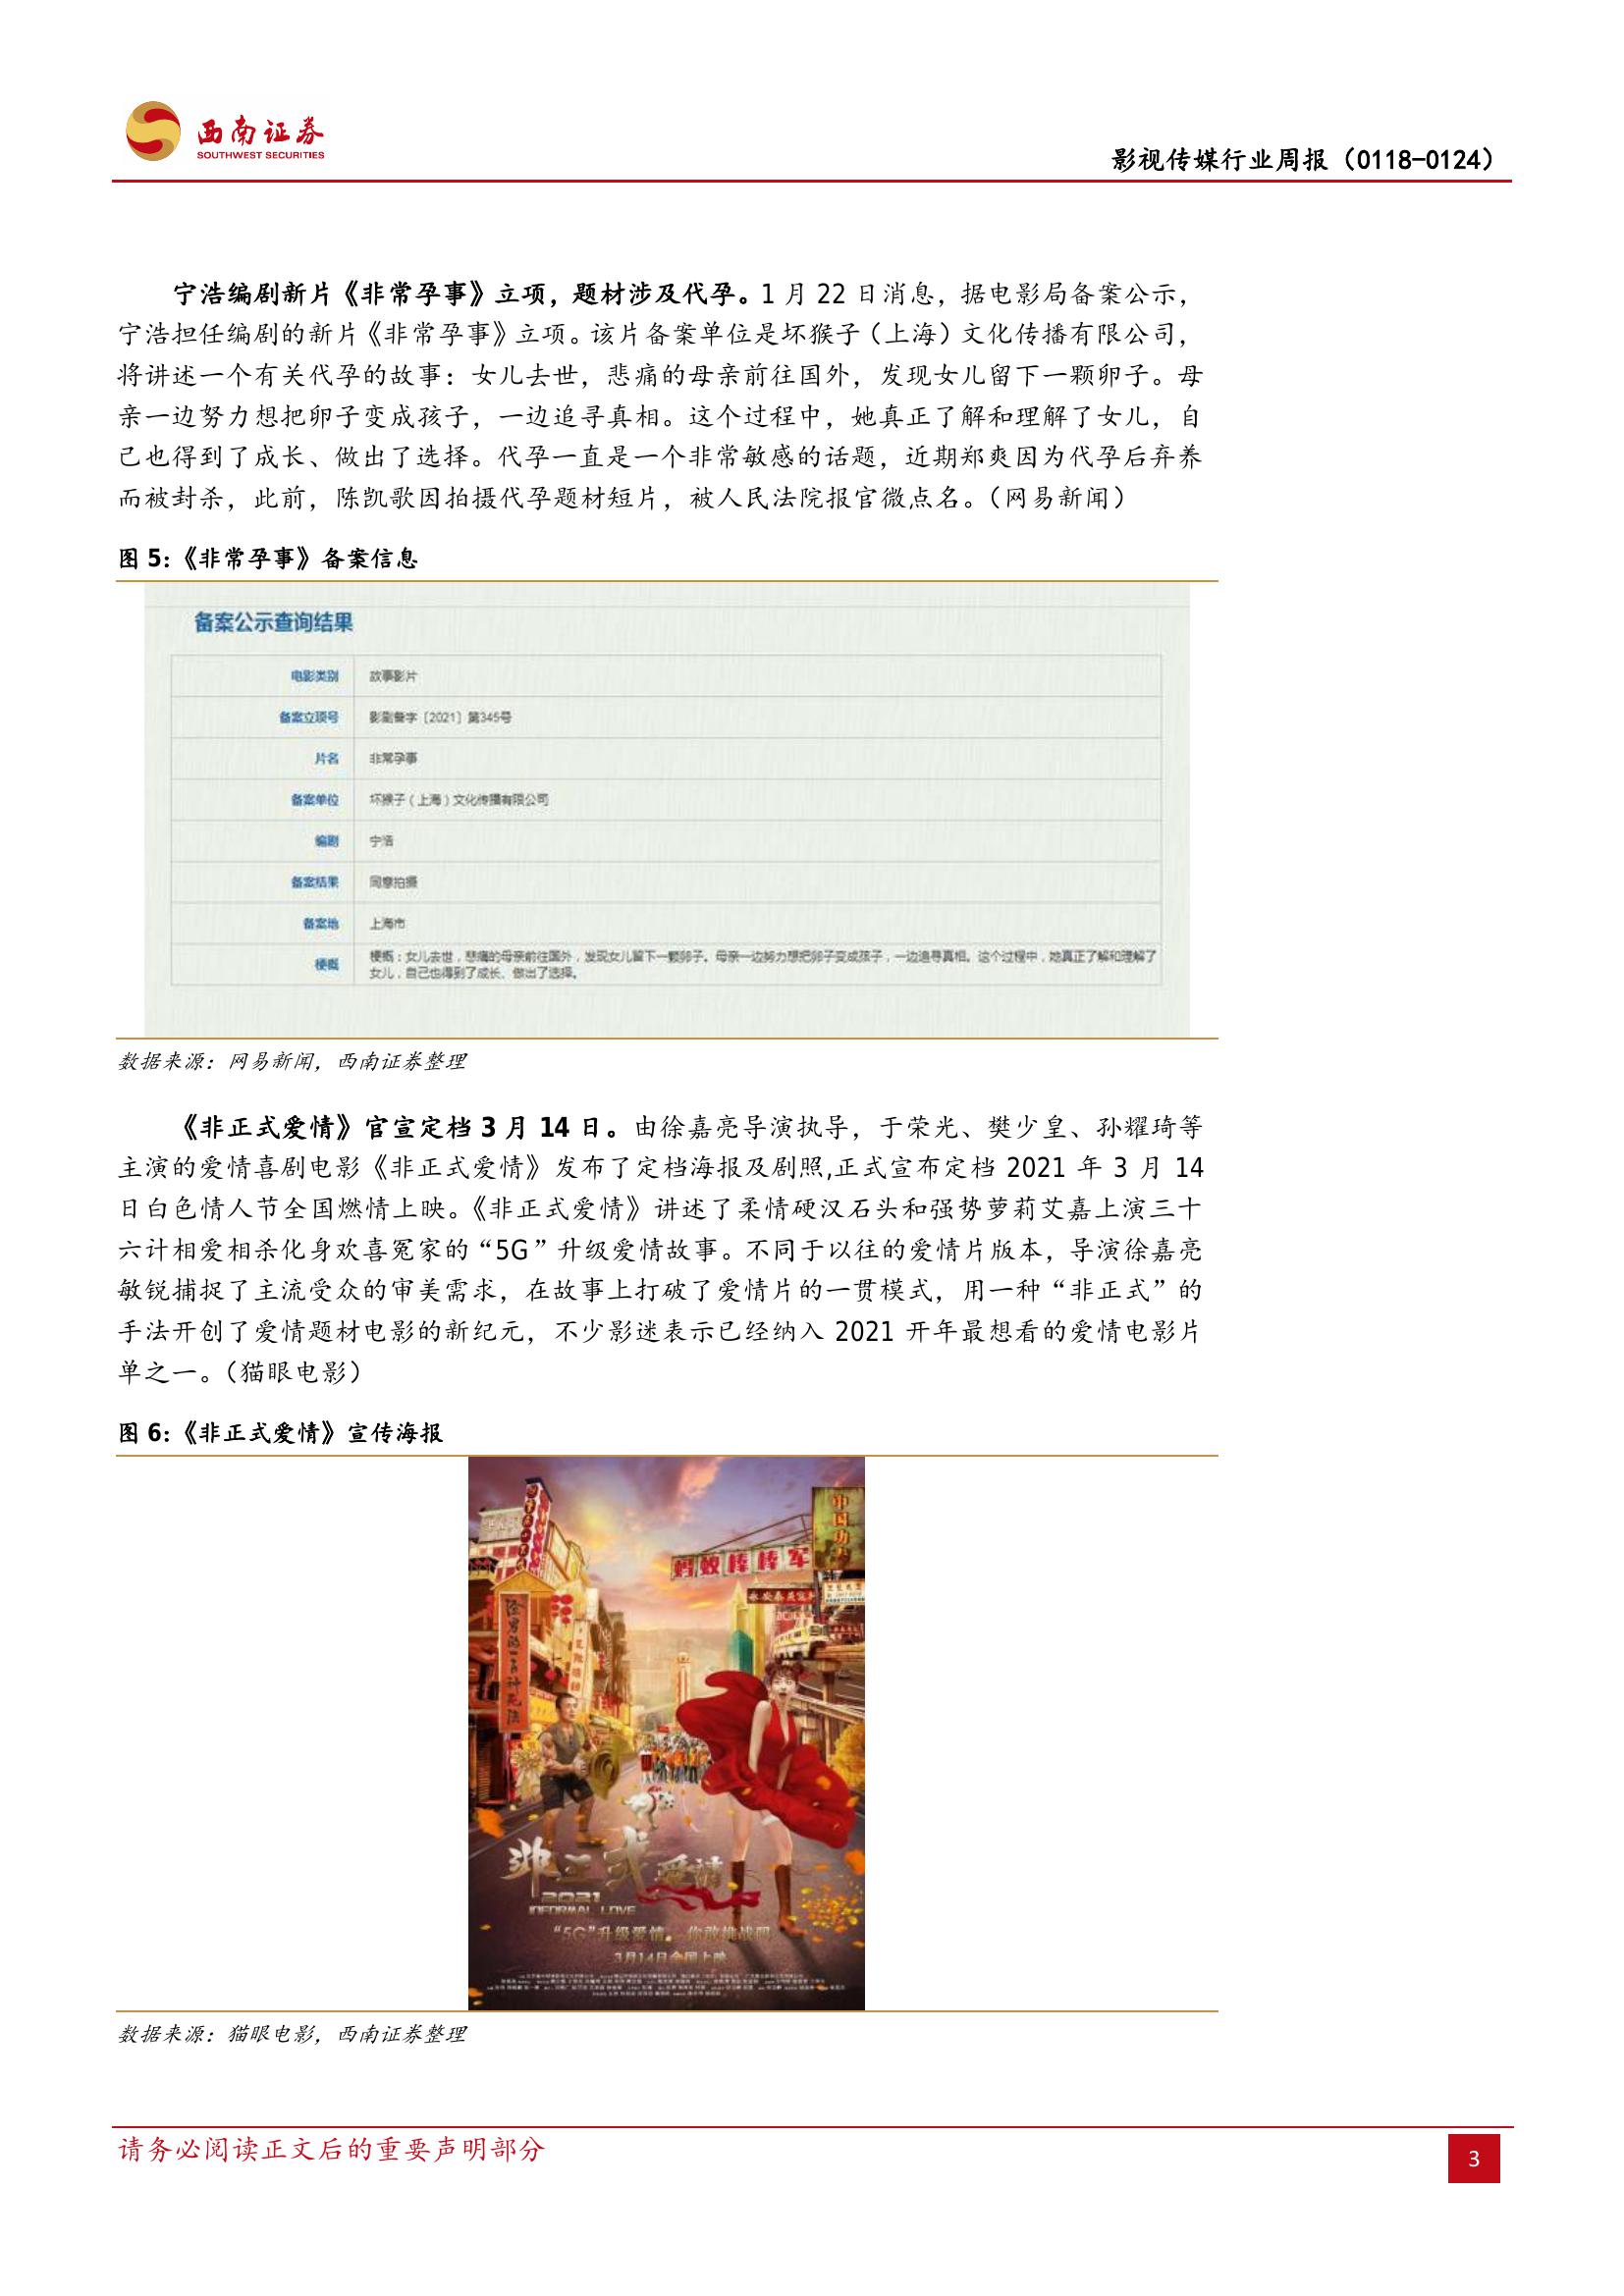 西南证券
SOUTHWEST SECURITIES
影视传媒行业周报（0118-0124）
宁浩编剧新片《非常孕事》立项，题材涉及代孕。1 月 22 日消息，据电影局备案公示，
宁浩担任编剧的新片《非常孕事》立项。该片备案单位是坏猴子（上海）文化传播有限公司，
将讲述一个有关代孕的故事：女儿去世，悲痛的母亲前往国外，发现女儿留下一颗卵子。母
亲一边努力想把卵子变成孩子，一边追寻真相。这个过程中，她真正了解和理解了女儿，自
己也得到了成长、做出了选择。代孕一直是一个非常敏感的话题，近期郑爽因为代孕后弃养
而被封杀，此前，陈凯歌因拍摄代孕题材短片，被人民法院报官微点名。（网易新闻）
图 5：《非常孕事》备案信息
备案公示查询结果
电影类别 故事影片
备案立项号 影剧备字〔2021〕第345号
片名 非常孕事
备案单位 坏猴子（上海）文化传播有限公司
编剧 宁浩
备案结果 同意拍摄
备案地 上海市
梗概 梗概：女儿去世，悲痛的母亲前往国外，发现女儿留下一颗卵子。母亲一边努力想把卵子变成孩子，一边追寻真相。这个过程中，她真正了解和理解了
女儿，自己也得到了成长、做出了选择。
数据来源：网易新闻，西南证券整理
《非正式爱情》官宣定档 3 月 14 日。由徐嘉亮导演执导，于荣光、樊少皇、孙耀琦等
主演的爱情喜剧电影《非正式爱情》发布了定档海报及剧照,正式宣布定档 2021 年 3 月 14
日白色情人节全国燃情上映。《非正式爱情》讲述了柔情硬汉石头和强势萝莉艾嘉上演三十
六计相爱相杀化身欢喜冤家的“5G”升级爱情故事。不同于以往的爱情片版本，导演徐嘉亮
敏锐捕捉了主流受众的审美需求，在故事上打破了爱情片的一贯模式，用一种“非正式”的
手法开创了爱情题材电影的新纪元，不少影迷表示已经纳入 2021 开年最想看的爱情电影片
单之一。（猫眼电影）
图 6：《非正式爱情》宣传海报
中国功夫
蚂蚁棒棒军
非正式爱情
2021
INFORMAL LOVE
“5G”升级爱情，你敢挑战吗
3月14日全国上映
数据来源：猫眼电影，西南证券整理
请务必阅读正文后的重要声明部分
3